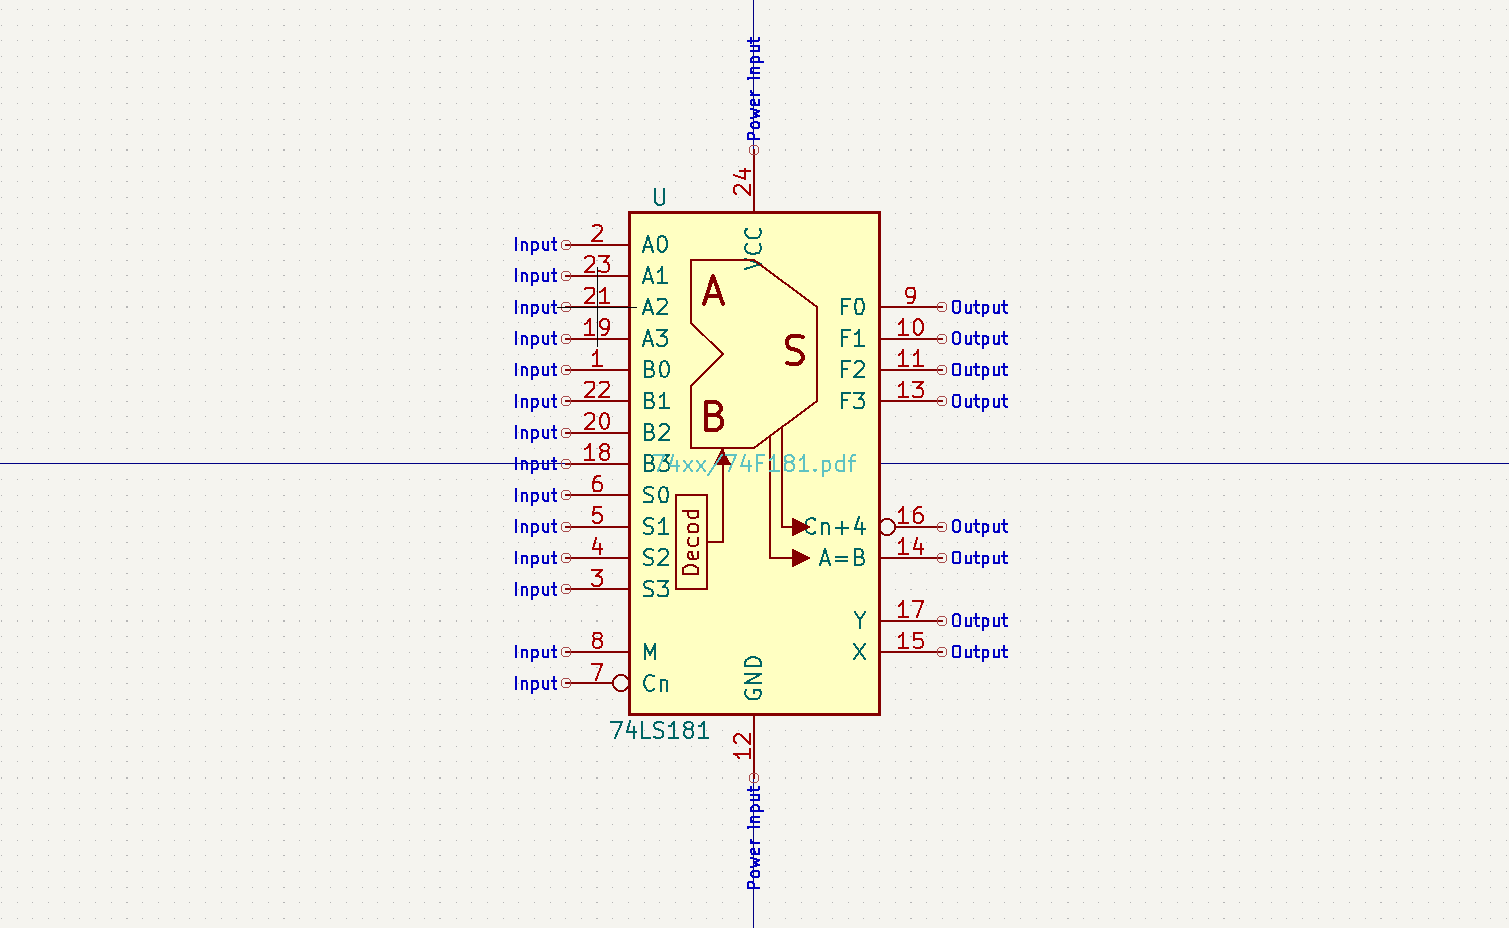 Power Input
24
U
VCC
Input 2 A0
Input 23 A1
Input 21 A2
Input 19 A3
Input 1 B0
Input 22 B1
Input 20 B2
Input 18 B3
Input 6 S0
Input 5 S1
Input 4 S2
Input 3 S3
Input 8 M
Input 7 Cn
A
B
S
74xx/74F181.pdf
Decod
F0 9 Output
F1 10 Output
F2 11 Output
F3 13 Output
Cn+4 16 Output
A=B 14 Output
Y 17 Output
X 15 Output
GND
74LS181
12
Power Input